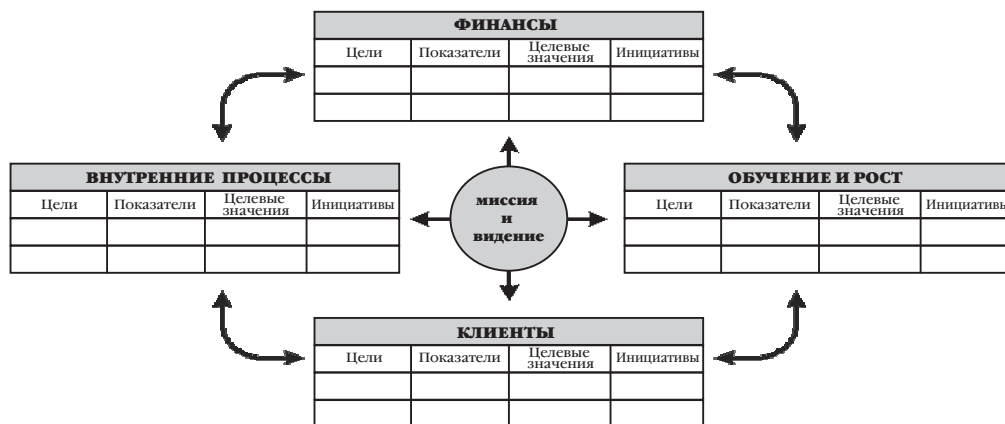 ФИНАНСЫ
Цели Показатели Целевые значения Инициативы
ВНУТРЕННИЕ ПРОЦЕССЫ
Цели Показатели Целевые значения Инициативы
миссия
и
видение
ОБУЧЕНИЕ И РОСТ
Цели Показатели Целевые значения Инициативы
КЛИЕНТЫ
Цели Показатели Целевые значения Инициативы